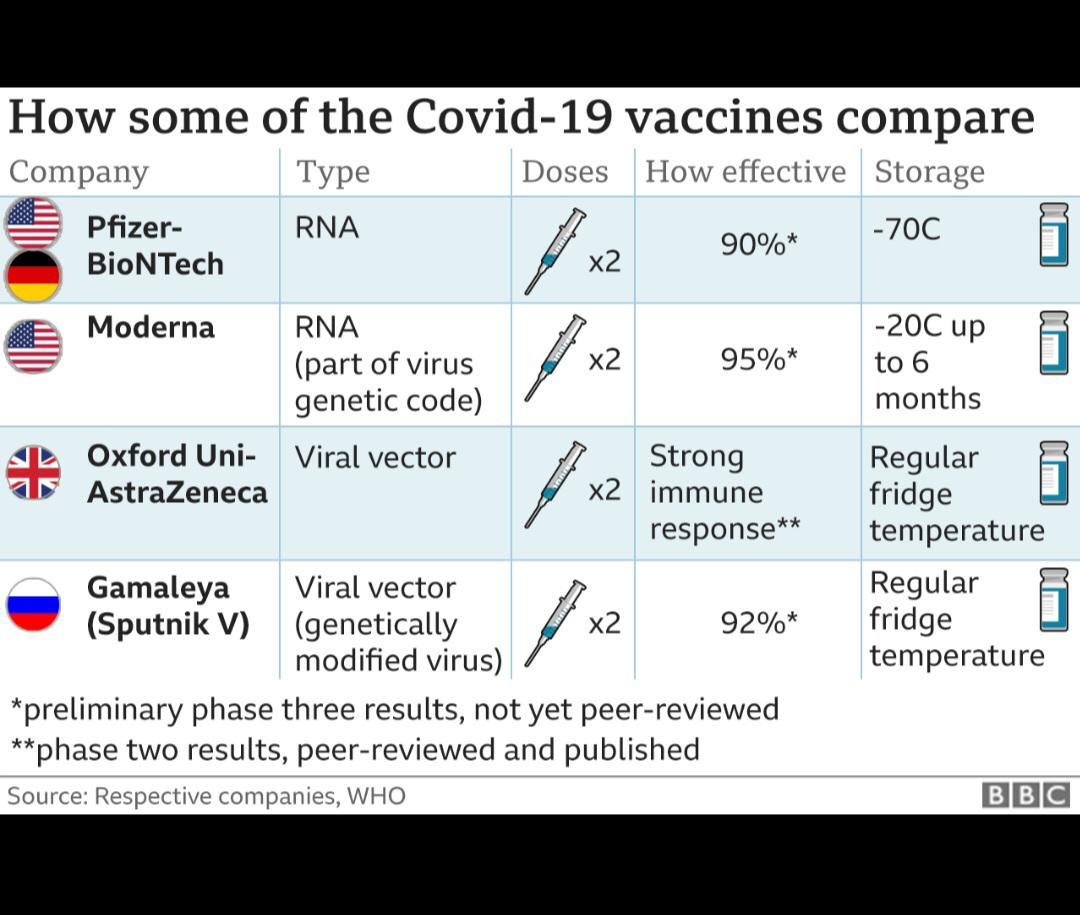 How some of the Covid-19 vaccines compare
Company Type Doses How effective Storage
Pfizer-
BioNTech
RNA
x2
90%*
-70C
Moderna
RNA
(part of virus
genetic code)
x2
95%*
-20C up
to 6
months
Oxford Uni-
AstraZeneca
Viral vector
x2
Strong
immune
response**
Regular
fridge
temperature
Gamaleya
(Sputnik V)
Viral vector
(genetically
modified virus)
x2
92%*
Regular
fridge
temperature
*preliminary phase three results, not yet peer-reviewed
**phase two results, peer-reviewed and published
Source: Respective companies, WHO
BBC